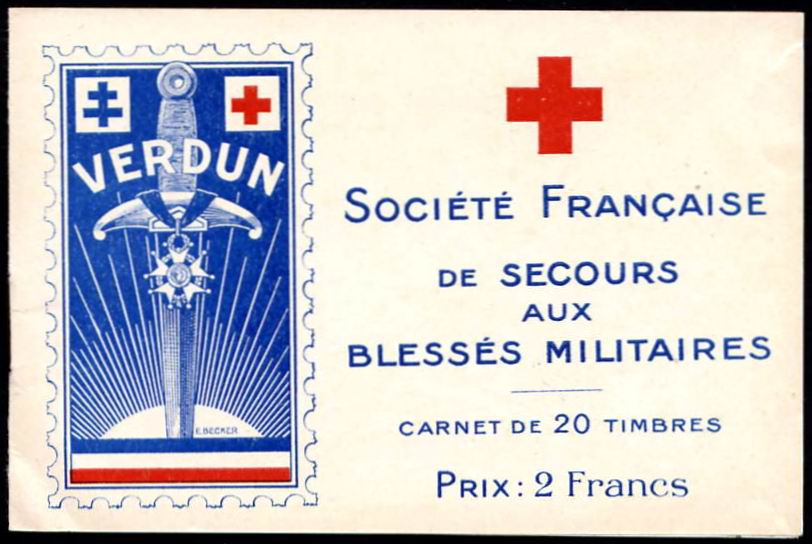 VERDUN
E. BECKER
SOCIÉTÉ FRANÇAISE
DE SECOURS
AUX
BLESSÉS MILITAIRES
CARNET DE 20 TIMBRES
PRIX: 2 Francs